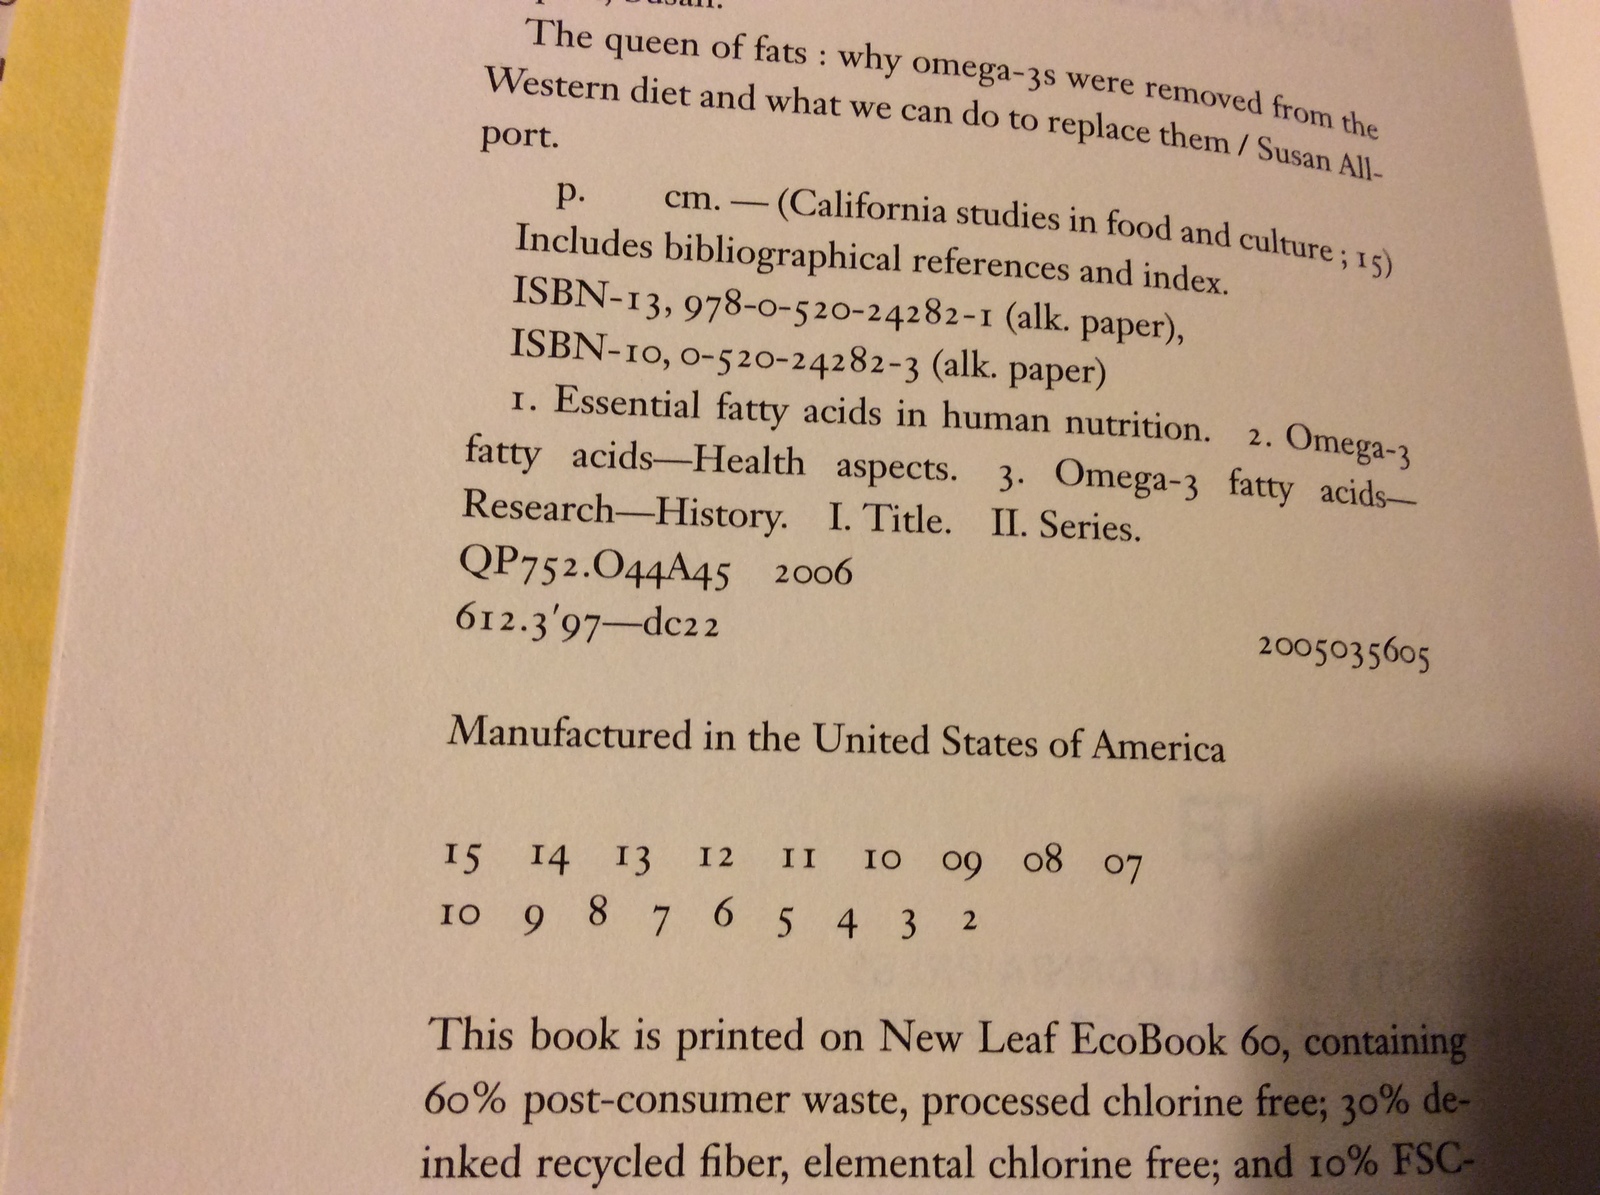 Susan.
The queen of fats : why omega-3s were removed from the
Western diet and what we can do to replace them / Susan All-
port.
p. cm. — (California studies in food and culture ; 15)
Includes bibliographical references and index.
ISBN-13, 978-0-520-24282-1 (alk. paper),
ISBN-10, 0-520-24282-3 (alk. paper)
1. Essential fatty acids in human nutrition. 2. Omega-3
fatty acids—Health aspects. 3. Omega-3 fatty acids—
Research—History. I. Title. II. Series.
QP752.O44A45 2006
612.3'97—dc22
2005035605
Manufactured in the United States of America
15 14 13 12 11 10 09 08 07
10 9 8 7 6 5 4 3 2
This book is printed on New Leaf EcoBook 60, containing
60% post-consumer waste, processed chlorine free; 30% de-
inked recycled fiber, elemental chlorine free; and 10% FSC-